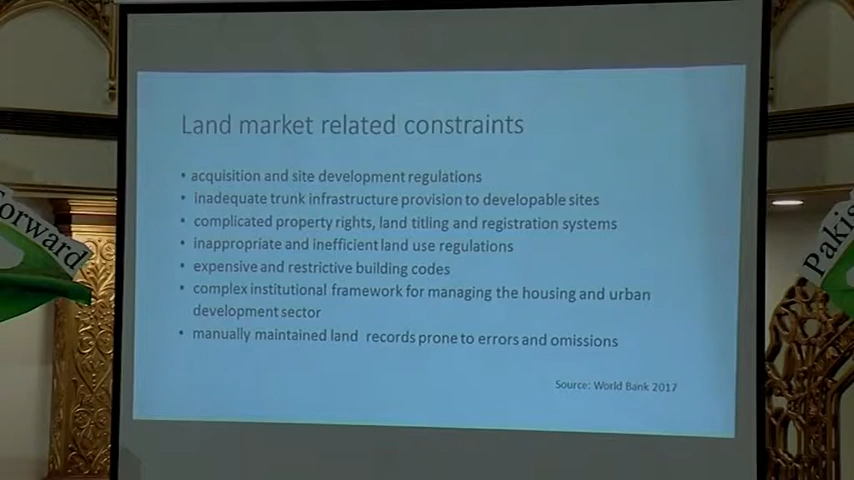 Land market related constraints
• acquisition and site development regulations
• inadequate trunk infrastructure provision to developable sites
• complicated property rights, land titling and registration systems
• inappropriate and inefficient land use regulations
• expensive and restrictive building codes
• complex institutional framework for managing the housing and urban
development sector
• manually maintained land records prone to errors and omissions
Source: World Bank 2017
Forward
Pakis